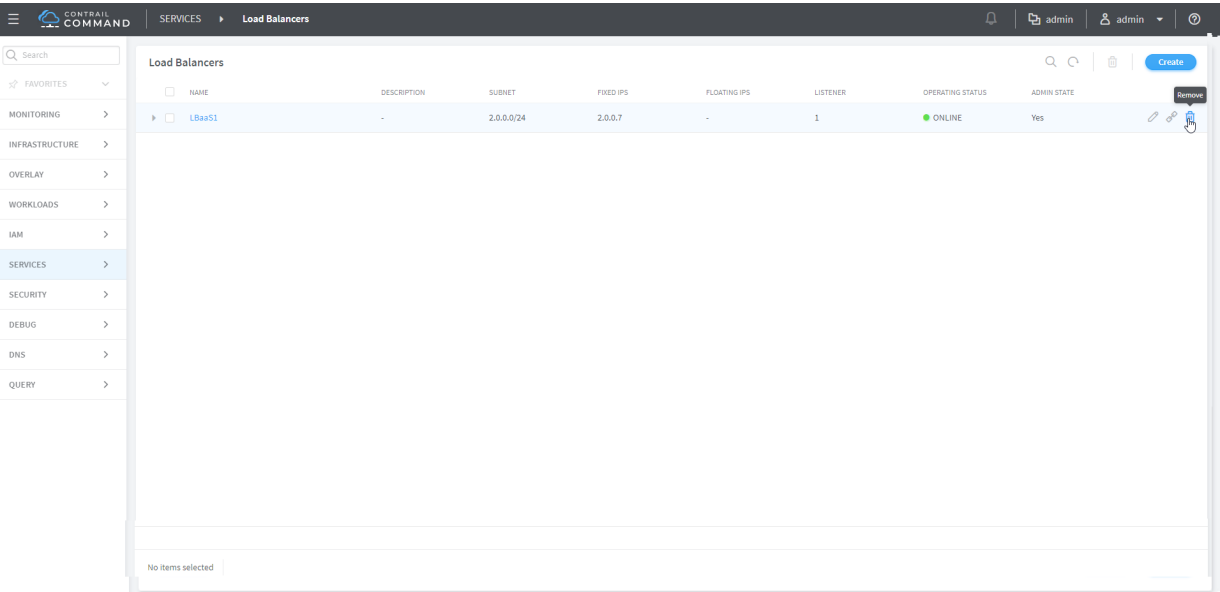 CONTRAIL
COMMAND
SERVICES
Load Balancers
admin
admin
Search
FAVORITES
MONITORING
INFRASTRUCTURE
OVERLAY
WORKLOADS
IAM
SERVICES
SECURITY
DEBUG
DNS
QUERY
Load Balancers
Create
NAME DESCRIPTION SUBNET FIXED IPS FLOATING IPS LISTENER OPERATING STATUS ADMIN STATE
Remove
LBaaS1 - 2.0.0.0/24 2.0.0.7 - 1 ONLINE Yes
No items selected